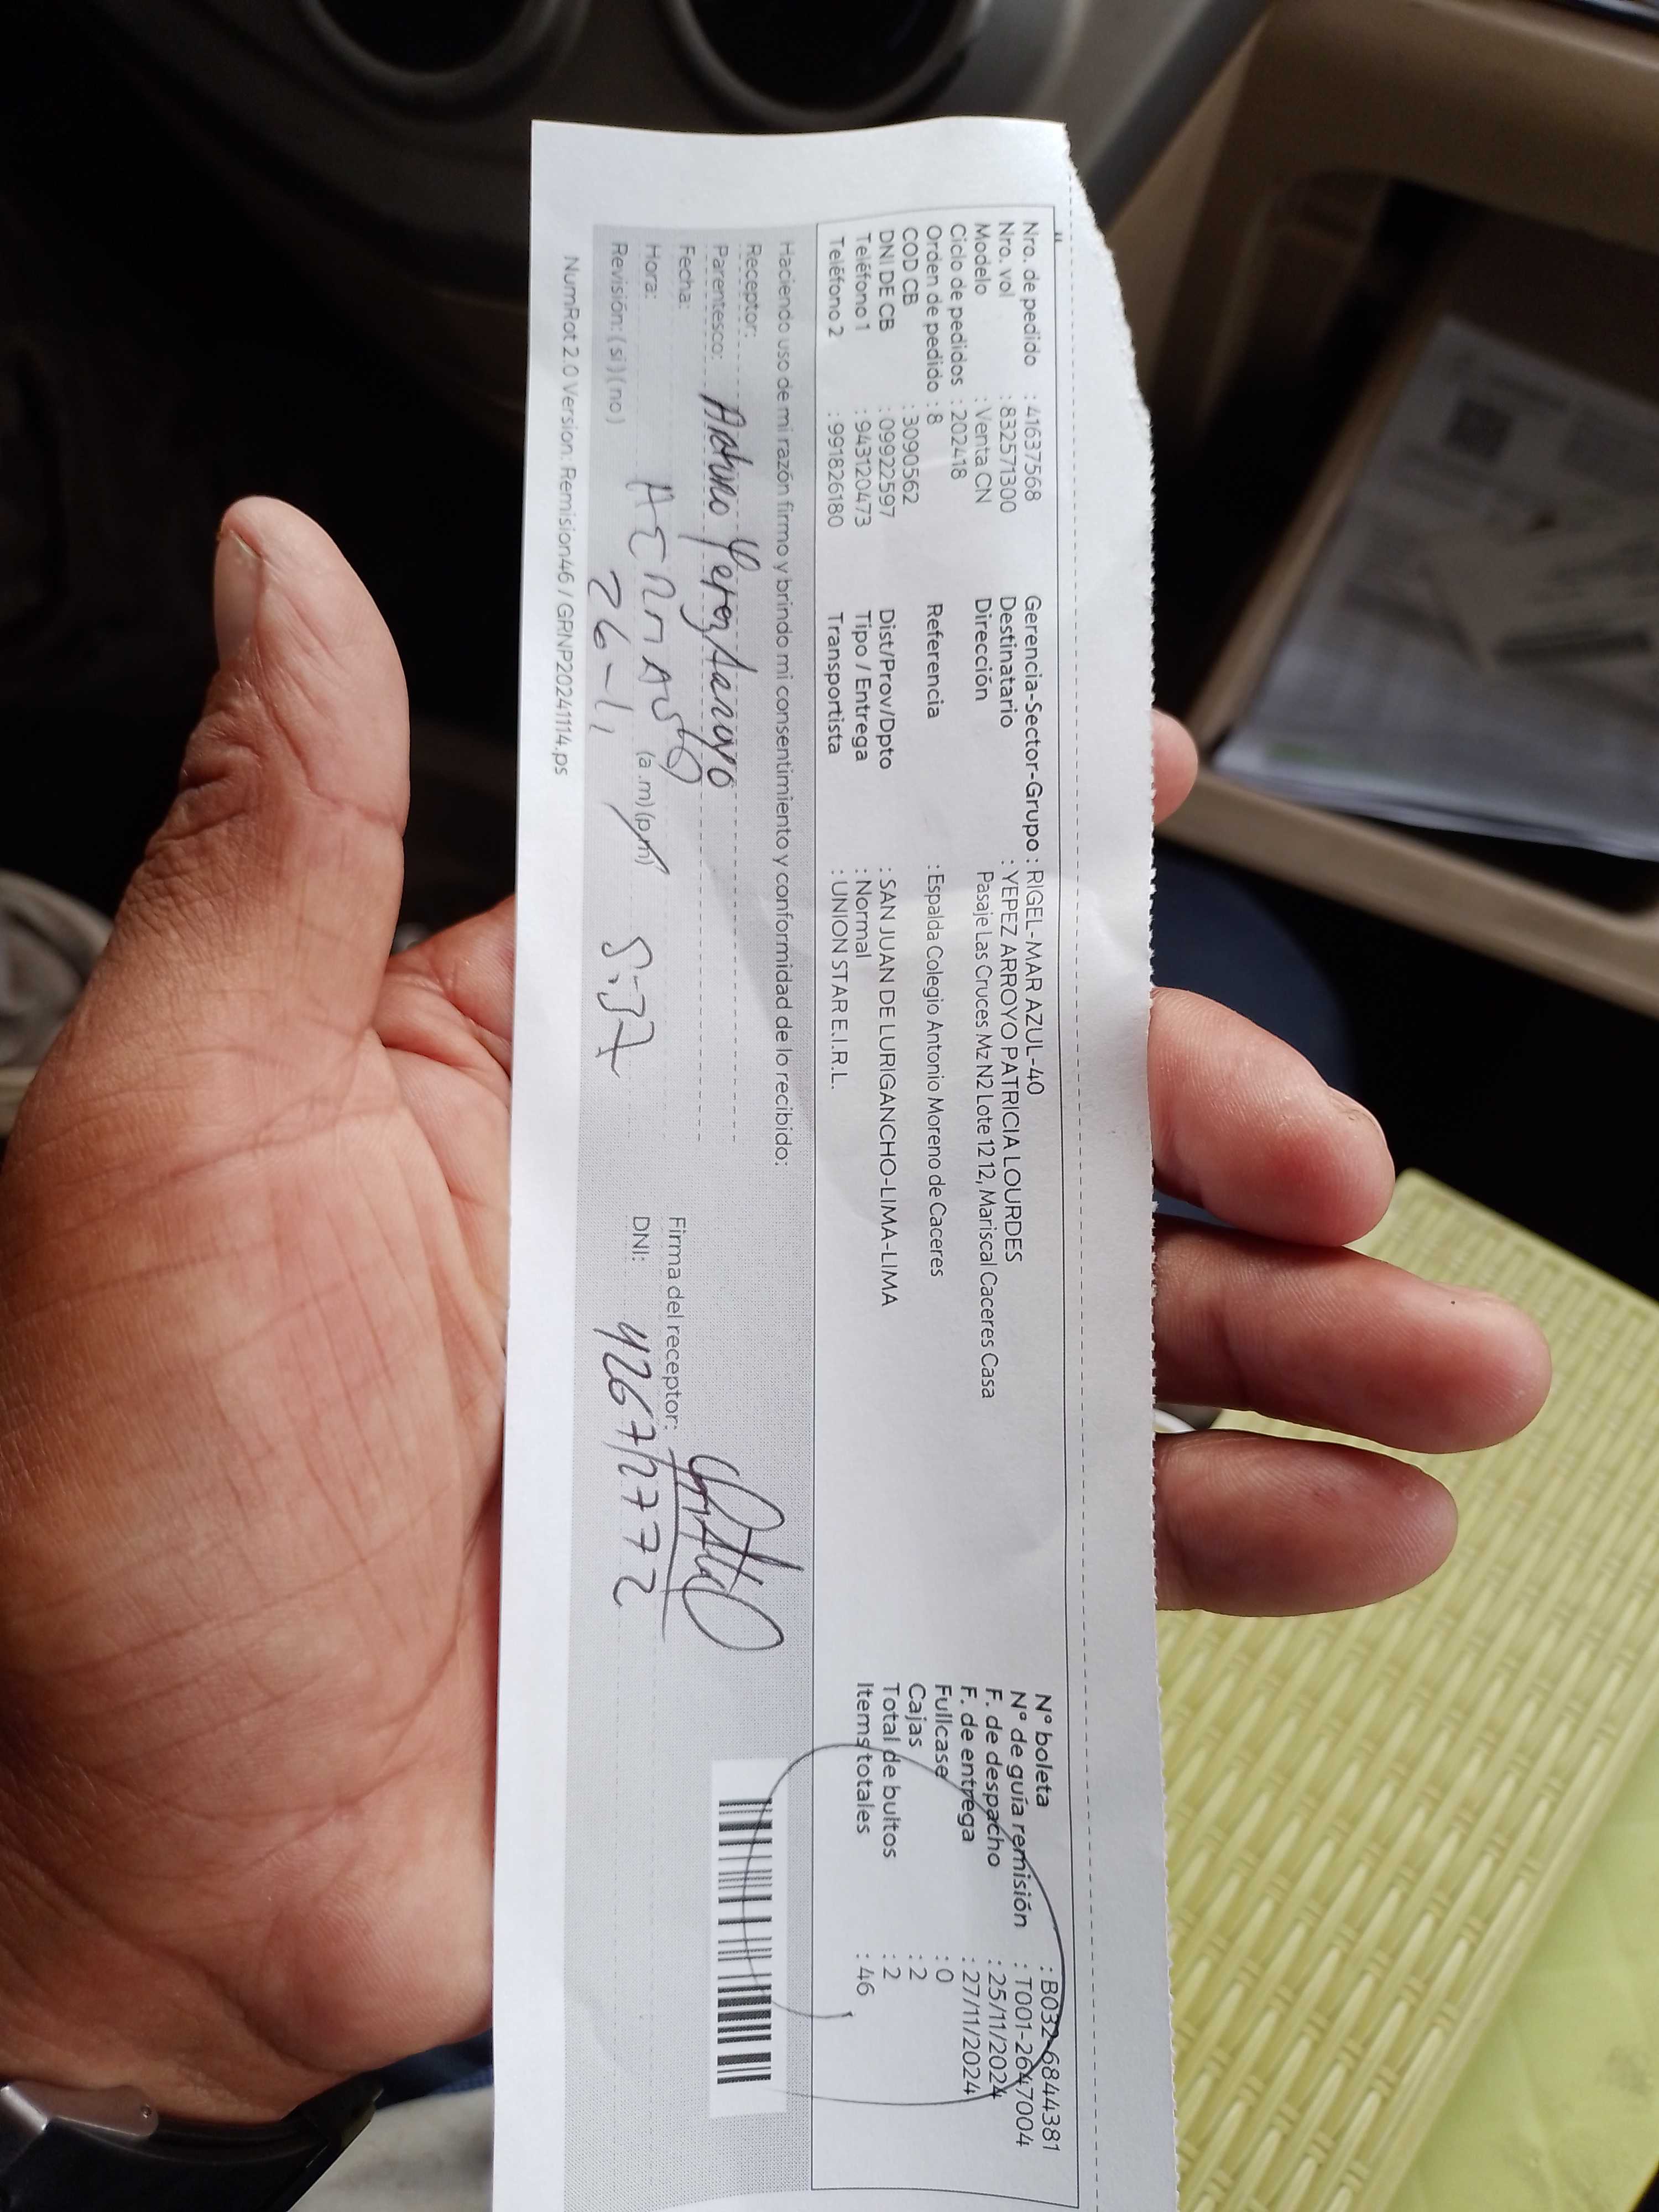 Nro. de pedido : 41637568 Gerencia-Sector-Grupo : RIGEL-MAR AZUL-40 N° boleta : B032-6844381
Nro. vol : 832571300 Destinatario : YEPEZ ARROYO PATRICIA LOURDES N° de guía remisión : T001-2647004
Modelo : Venta CN Dirección Pasaje Las Cruces Mz N2 Lote 12 12, Mariscal Caceres Casa F. de despacho : 25/11/2024
Ciclo de pedidos : 202418 F. de entrega : 27/11/2024
Orden de pedido : 8 Referencia : Espalda Colegio Antonio Moreno de Caceres Fullcase : 0
COD CB : 3090562 Cajas : 2
DNI DE CB : 09922597 Dist/Prov/Dpto : SAN JUAN DE LURIGANCHO-LIMA-LIMA Total de bultos : 2
Teléfono 1 : 943120473 Tipo / Entrega : Normal Items totales : 46
Teléfono 2 : 991826180 Transportista : UNION STAR E.I.R.L.
Haciendo uso de mi razón firmo y brindo mi consentimiento y conformidad de lo recibido:
Receptor:
Parentesco:
Fecha: Firma del receptor:
Hora: (a.m) (pm) DNI:
Revisión: (si) (no) 5:37
NumRot 2.0 Version: Remision46 / GRNP20241114.ps